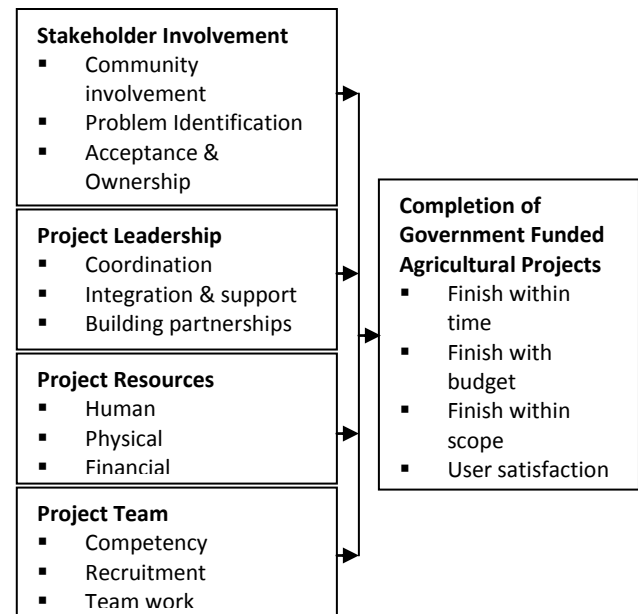 Stakeholder Involvement
▪ Community
involvement
▪ Problem Identification
▪ Acceptance &
Ownership
Project Leadership
▪ Coordination
▪ Integration & support
▪ Building partnerships
Project Resources
▪ Human
▪ Physical
▪ Financial
Project Team
▪ Competency
▪ Recruitment
▪ Team work
Completion of
Government Funded
Agricultural Projects
▪ Finish within
time
▪ Finish with
budget
▪ Finish within
scope
▪ User satisfaction